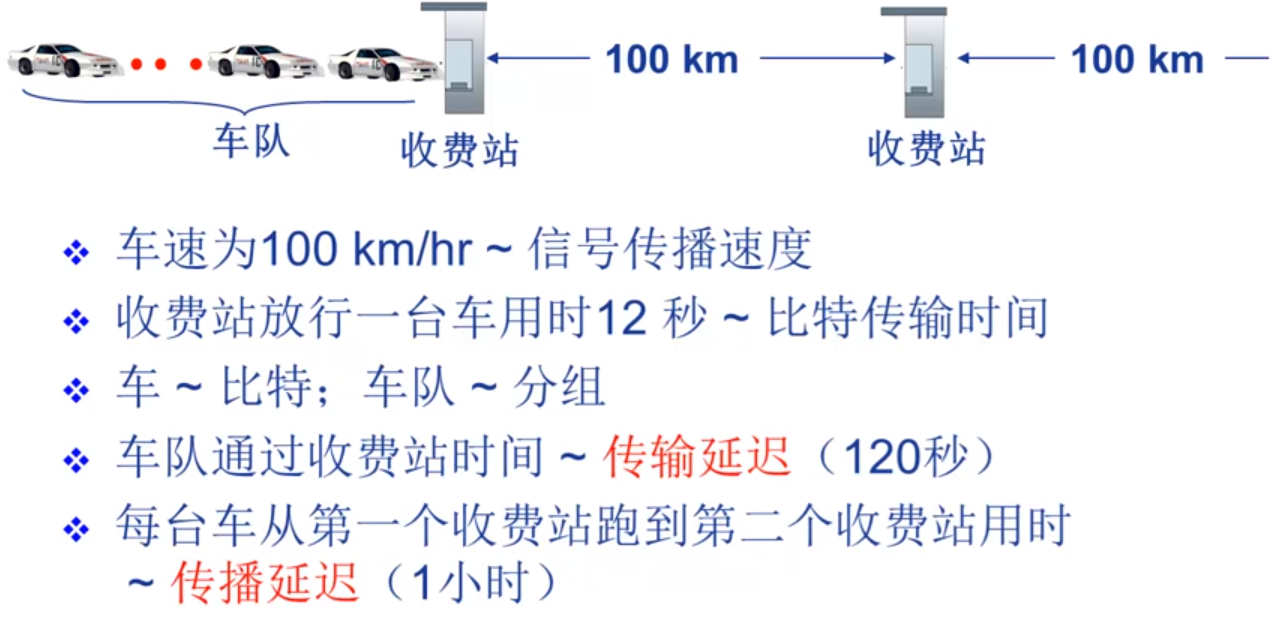 100 km
100 km
车队
收费站
收费站
❖ 车速为100 km/hr ~ 信号传播速度
❖ 收费站放行一台车用时12 秒 ~ 比特传输时间
❖ 车 ~ 比特；车队 ~ 分组
❖ 车队通过收费站时间 ~ 传输延迟（120秒）
❖ 每台车从第一个收费站跑到第二个收费站用时
~ 传播延迟（1小时）